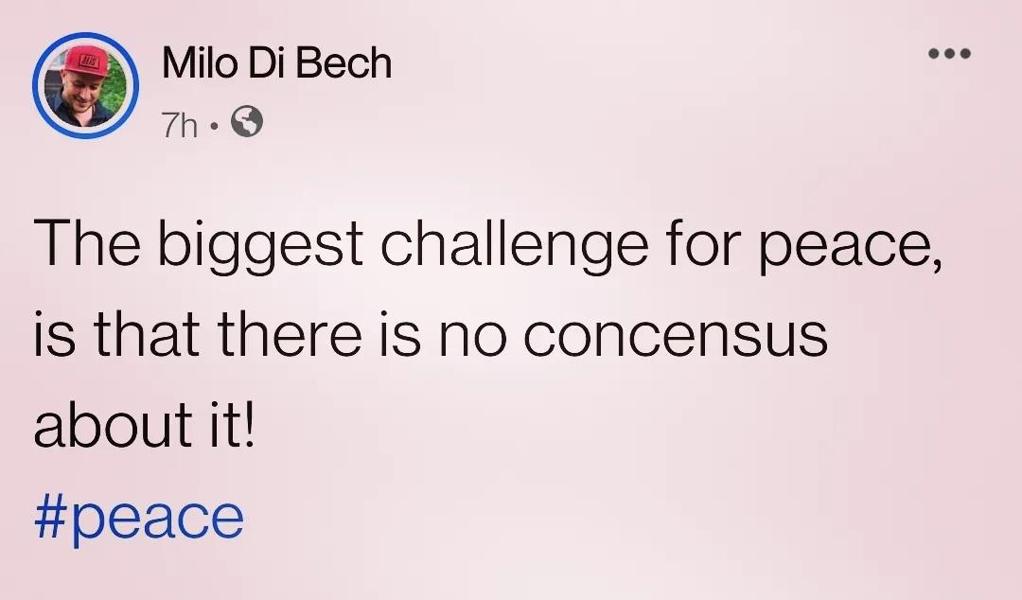 Milo Di Bech
7h •
The biggest challenge for peace,
is that there is no concensus
about it!
#peace